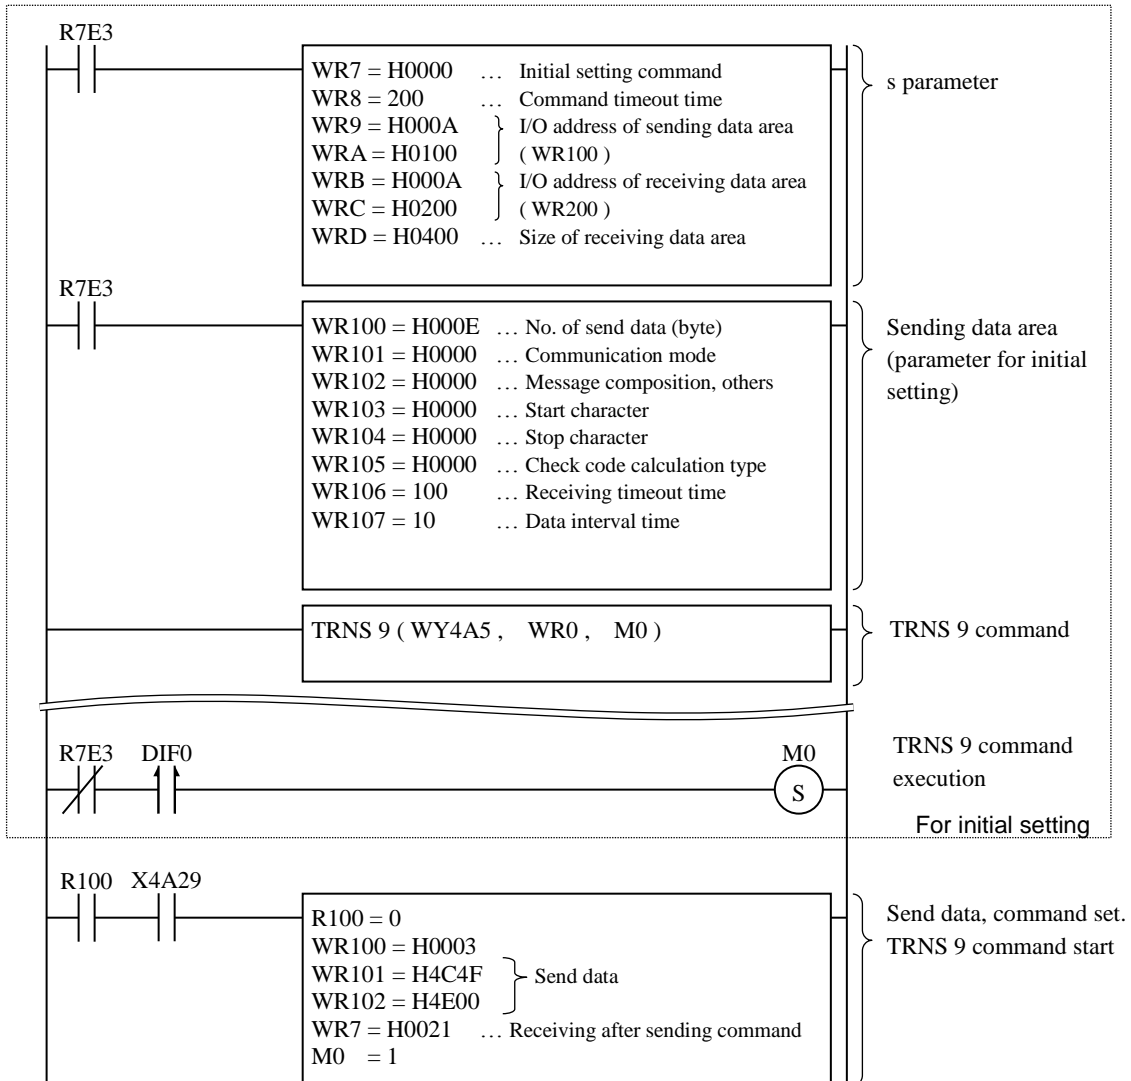 R7E3
WR7 = H0000 … Initial setting command
WR8 = 200 … Command timeout time
WR9 = H000A I/O address of sending data area
WRA = H0100 ( WR100 )
WRB = H000A I/O address of receiving data area
WRC = H0200 ( WR200 )
WRD = H0400 … Size of receiving data area
s parameter
R7E3
WR100 = H000E … No. of send data (byte)
WR101 = H0000 … Communication mode
WR102 = H0000 … Message composition, others
WR103 = H0000 … Start character
WR104 = H0000 … Stop character
WR105 = H0000 … Check code calculation type
WR106 = 100 … Receiving timeout time
WR107 = 10 … Data interval time
Sending data area
(parameter for initial
setting)
TRNS 9 ( WY4A5 , WR0 , M0 )
TRNS 9 command
R7E3 DIF0 M0
S
TRNS 9 command
execution
For initial setting
R100 X4A29
R100 = 0
WR100 = H0003
WR101 = H4C4F Send data
WR102 = H4E00
WR7 = H0021 … Receiving after sending command
M0 = 1
Send data, command set.
TRNS 9 command start